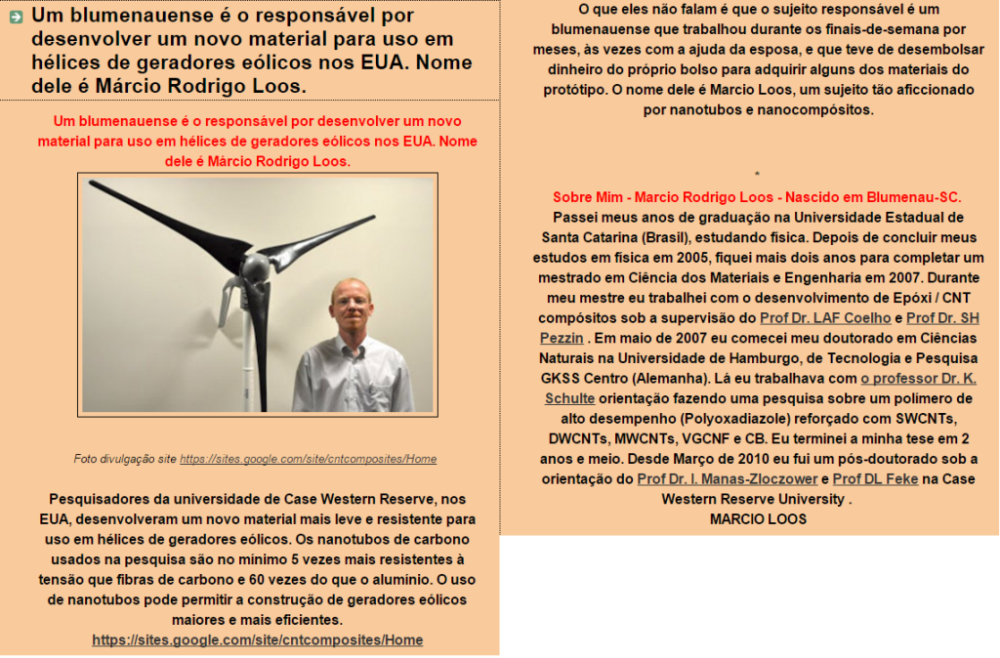 Um blumenauense é o responsável por
desenvolver um novo material para uso em
hélices de geradores eólicos nos EUA. Nome
dele é Márcio Rodrigo Loos.
Um blumenauense é o responsável por desenvolver um novo
material para uso em hélices de geradores eólicos nos EUA. Nome
dele é Márcio Rodrigo Loos.
Foto divulgação site https://sites.google.com/site/cntcomposites/Home
Pesquisadores da universidade de Case Western Reserve, nos
EUA, desenvolveram um novo material mais leve e resistente para
uso em hélices de geradores eólicos. Os nanotubos de carbono
usados na pesquisa são no mínimo 5 vezes mais resistentes à
tensão que fibras de carbono e 60 vezes do que o alumínio. O uso
de nanotubos pode permitir a construção de geradores eólicos
maiores e mais eficientes.
https://sites.google.com/site/cntcomposites/Home
O que eles não falam é que o sujeito responsável é um
blumenauense que trabalhou durante os finais-de-semana por
meses, às vezes com a ajuda da esposa, e que teve de desembolsar
dinheiro do próprio bolso para adquirir alguns dos materiais do
protótipo. O nome dele é Marcio Loos, um sujeito tão aficcionado
por nanotubos e nanocompósitos.
*
Sobre Mim - Marcio Rodrigo Loos - Nascido em Blumenau-SC.
Passei meus anos de graduação na Universidade Estadual de
Santa Catarina (Brasil), estudando física. Depois de concluir meus
estudos em física em 2005, fiquei mais dois anos para completar um
mestrado em Ciência dos Materiais e Engenharia em 2007. Durante
meu mestre eu trabalhei com o desenvolvimento de Epóxi / CNT
compósitos sob a supervisão do Prof Dr. LAF Coelho e Prof Dr. SH
Pezzin . Em maio de 2007 eu comecei meu doutorado em Ciências
Naturais na Universidade de Hamburgo, de Tecnologia e Pesquisa
GKSS Centro (Alemanha). Lá eu trabalhava com o professor Dr. K.
Schulte orientação fazendo uma pesquisa sobre um polímero de
alto desempenho (Polyoxadiazole) reforçado com SWCNTs,
DWCNTs, MWCNTs, VGCNF e CB. Eu terminei a minha tese em 2
anos e meio. Desde Março de 2010 eu fui um pós-doutorado sob a
orientação do Prof Dr. I. Manas-Zloczower e Prof DL Feke na Case
Western Reserve University .
MARCIO LOOS